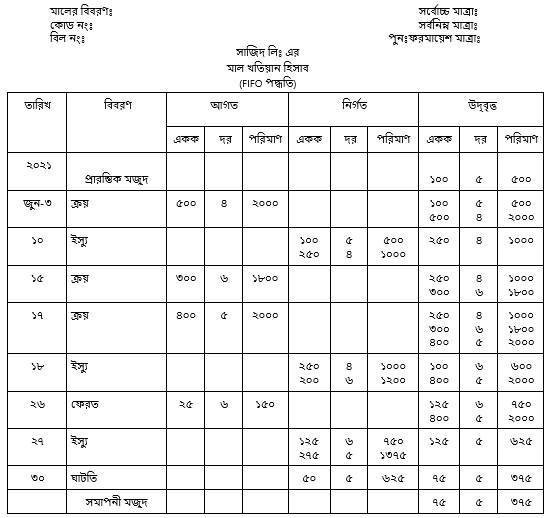 মালের বিবরণঃ সর্বোচ্চ মাত্রাঃ
কোড নংঃ সর্বনিন্ন মাত্রাঃ
বিল নংঃ পুনঃফরমায়েশ মাত্রাঃ
সাজিদ লিঃ এর
মাল খতিয়ান হিসাব
(FIFO পদ্ধতি)
তারিখ বিবরণ আগত নির্গত উদ্বৃত্ত
একক দর পরিমাণ একক দর পরিমাণ একক দর পরিমাণ
২০২১
প্রারম্ভিক মজুদ ১০০ ৫ ৫০০
জুন-৩ ক্রয় ৫০০ ৪ ২০০০ ১০০ ৫ ৫০০
৫০০ ৪ ২০০০
১০ ইস্যু ১০০ ৫ ৫০০ ২৫০ ৪ ১০০০
২৫০ ৪ ১০০০
১৫ ক্রয় ৩০০ ৬ ১৮০০ ২৫০ ৪ ১০০০
৩০০ ৬ ১৮০০
১৭ ক্রয় ৪০০ ৫ ২০০০ ২৫০ ৪ ১০০০
৩০০ ৬ ১৮০০
৪০০ ৫ ২০০০
১৮ ইস্যু ২৫০ ৪ ১০০০ ১০০ ৬ ৬০০
২০০ ৬ ১২০০ ৪০০ ৫ ২০০০
২৬ ফেরত ২৫ ৬ ১৫০ ১২৫ ৬ ৭৫০
৪০০ ৫ ২০০০
২৭ ইস্যু ১২৫ ৬ ৭৫০ ১২৫ ৫ ৬২৫
২৭৫ ৫ ১৩৭৫
৩০ ঘাটতি ৫০ ৫ ৬২৫ ৭৫ ৫ ৩৭৫
সমাপনী মজুদ ৭৫ ৫ ৩৭৫